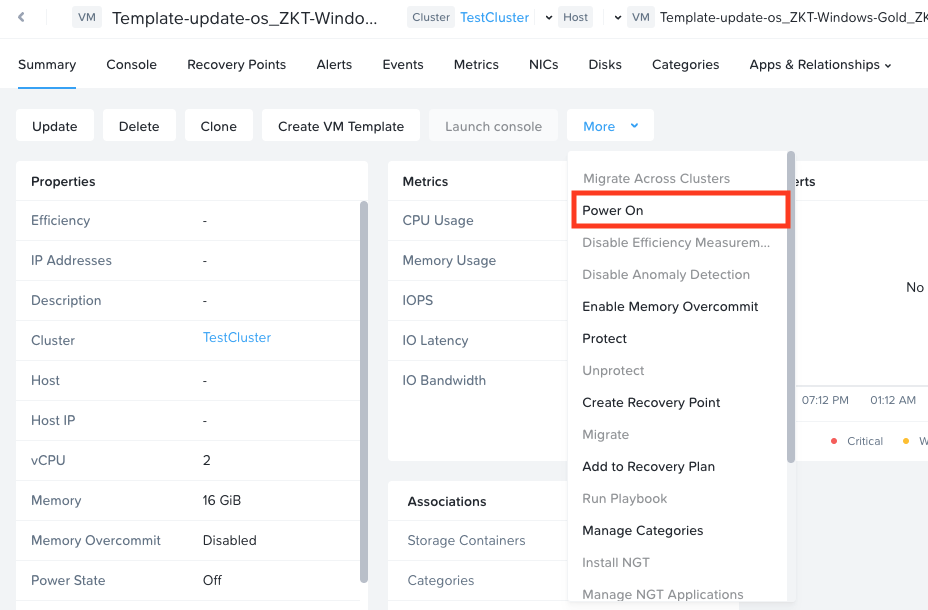 VM Template-update-os_ZKT-Windo... Cluster TestCluster Host VM Template-update-os_ZKT-Windows-Gold_ZK
Summary Console Recovery Points Alerts Events Metrics NICs Disks Categories Apps & Relationships
Update Delete Clone Create VM Template Launch console More
Properties
Efficiency -
IP Addresses -
Description -
Cluster TestCluster
Host -
Host IP -
vCPU 2
Memory 16 GiB
Memory Overcommit Disabled
Power State Off
Metrics
CPU Usage
Memory Usage
IOPS
IO Latency
IO Bandwidth
Associations
Storage Containers
Categories
Migrate Across Clusters
Power On
Disable Efficiency Measurem...
Disable Anomaly Detection
Enable Memory Overcommit
Protect
Unprotect
Create Recovery Point
Migrate
Add to Recovery Plan
Run Playbook
Manage Categories
Install NGT
Manage NGT Applications
erts
No
07:12 PM 01:12 AM
Critical W